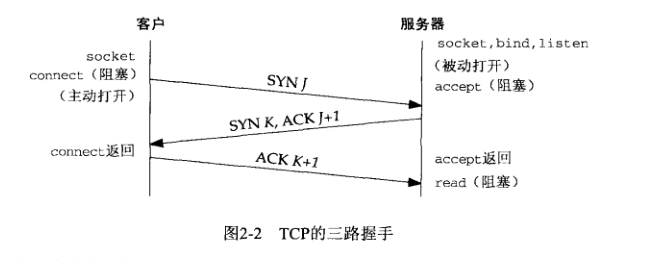 客户
服务器
socket
connect（阻塞）
（主动打开）
socket,bind,listen
（被动打开）
accept（阻塞）
SYN J
SYN K, ACK J+1
connect返回
ACK K+1
accept返回
read（阻塞）
图2-2 TCP的三路握手